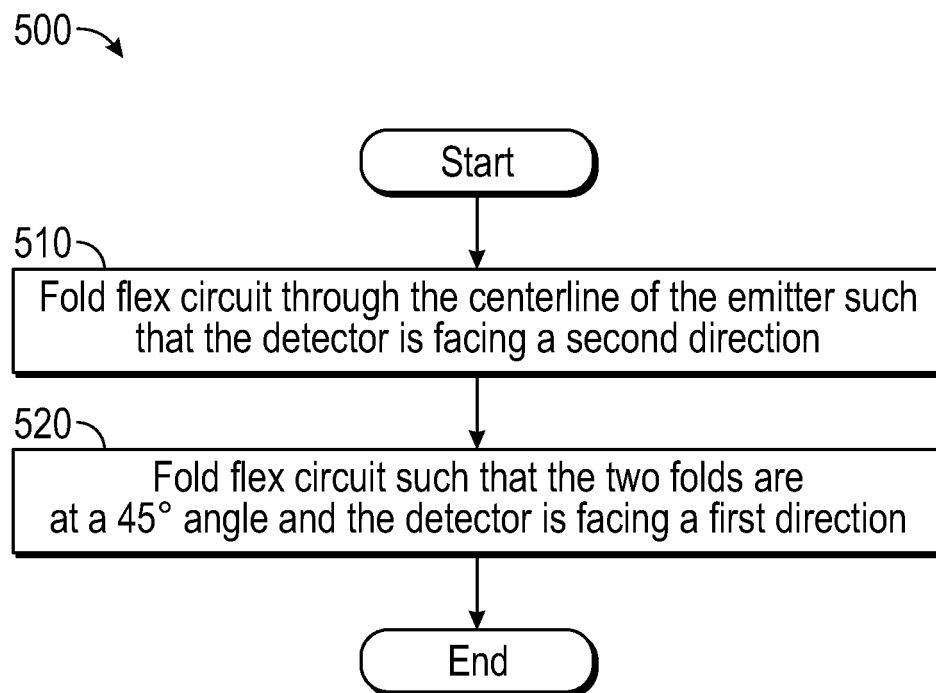 500
Start
510
Fold flex circuit through the centerline of the emitter such
that the detector is facing a second direction
520
Fold flex circuit such that the two folds are
at a 45° angle and the detector is facing a first direction
End